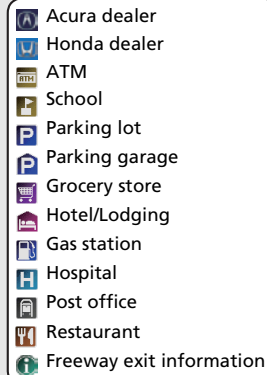 Acura dealer
Honda dealer
ATM ATM
School
P Parking lot
P Parking garage
Grocery store
Hotel/Lodging
Gas station
H Hospital
Post office
Restaurant
i Freeway exit information